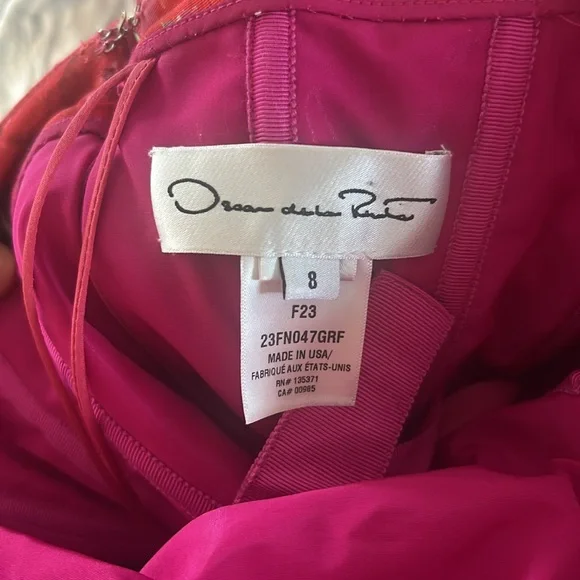 Oscar de la Renta
8
F23
23FN047GRF
MADE IN USA/
FABRIQUÉ AUX ÉTATS-UNIS
RN# 135371
CA# 00985